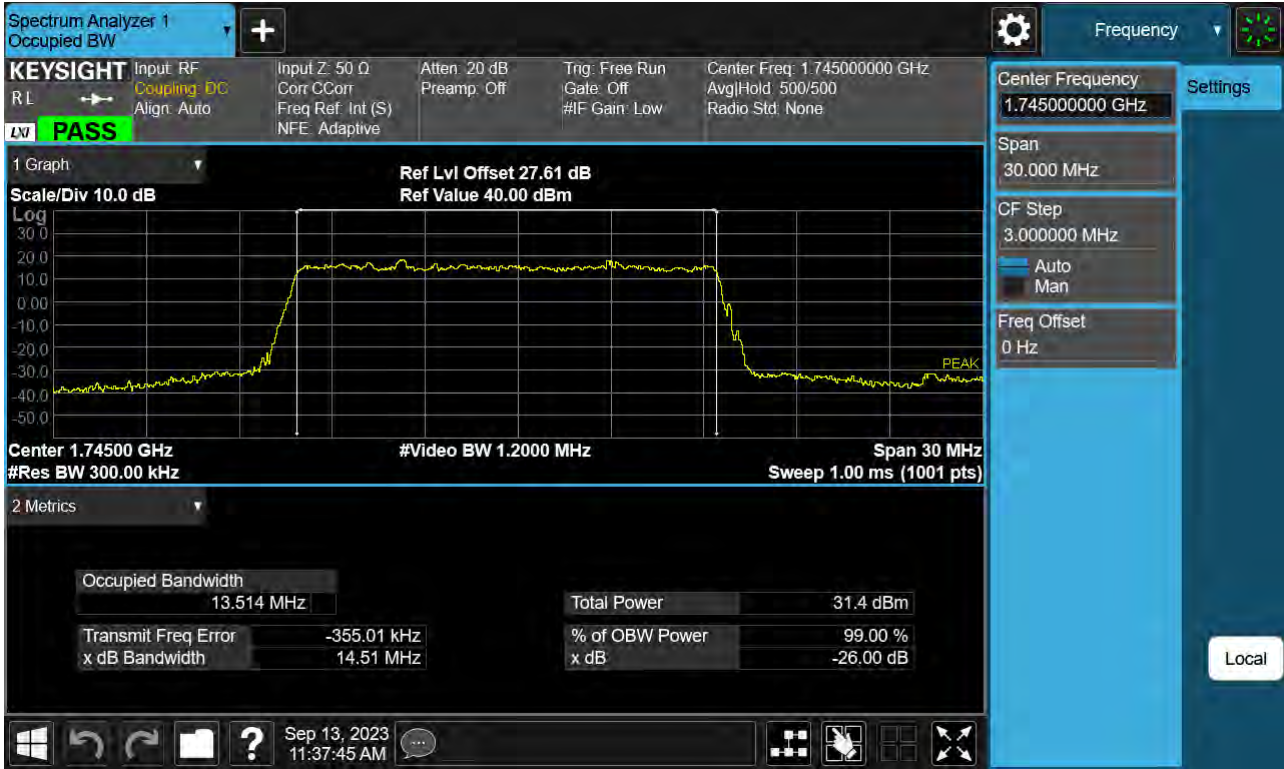 Spectrum Analyzer 1
Occupied BW
Frequency
KEYSIGHT
R L
LXI
PASS
Input: RF
Coupling: DC
Align: Auto
Input Z: 50 Ω
Corr CCorr
Freq Ref: Int (S)
NFE: Adaptive
Atten: 20 dB
Preamp: Off
Trig: Free Run
Gate: Off
#IF Gain: Low
Center Freq: 1.745000000 GHz
Avg|Hold: 500/500
Radio Std: None
1 Graph
Scale/Div 10.0 dB
Ref Lvl Offset 27.61 dB
Ref Value 40.00 dBm
Log
30.0
20.0
10.0
0.00
-10.0
-20.0
-30.0
-40.0
-50.0
PEAK
Center 1.74500 GHz
#Video BW 1.2000 MHz
Span 30 MHz
#Res BW 300.00 kHz
Sweep 1.00 ms (1001 pts)
2 Metrics
Occupied Bandwidth
13.514 MHz
Total Power 31.4 dBm
Transmit Freq Error -355.01 kHz
% of OBW Power 99.00 %
x dB Bandwidth 14.51 MHz
x dB -26.00 dB
Center Frequency
1.745000000 GHz
Settings
Span
30.000 MHz
CF Step
3.000000 MHz
Auto
Man
Freq Offset
0 Hz
Local
?
Sep 13, 2023
11:37:45 AM